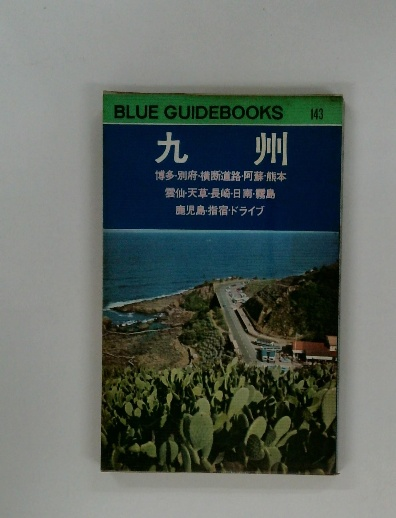 BLUE GUIDEBOOKS 143
九 州
博多・別府・横断道路・阿蘇・熊本
雲仙・天草・長崎・日南・霧島
鹿児島・指宿・ドライブ